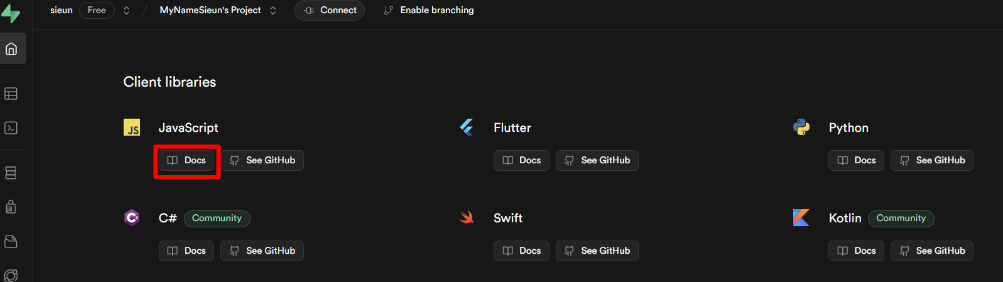 sieun Free / MyNameSieun's Project Connect Enable branching
Client libraries
JS JavaScript Flutter Python
Docs See GitHub Docs See GitHub Docs See GitHub
C# Community Swift Kotlin Community
Docs See GitHub Docs See GitHub Docs See GitHub